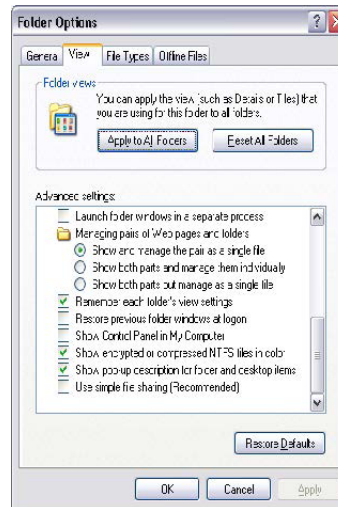 Folder Options
General View File Types Offline Files
Folder views
You can apply the view (such as Details or Tiles) that
you are using for this folder to all folders.
Apply to All Folders Reset All Folders
Advanced settings:
Launch folder windows in a separate process
Managing pairs of Web pages and folders
Show and manage the pair as a single file
Show both parts and manage them individually
Show both parts but manage as a single file
Remember each folder's view settings
Restore previous folder windows at logon
Show Control Panel in My Computer
Show encrypted or compressed NTFS files in color
Show pop-up description for folder and desktop items
Use simple file sharing (Recommended)
Restore Defaults
OK Cancel Apply